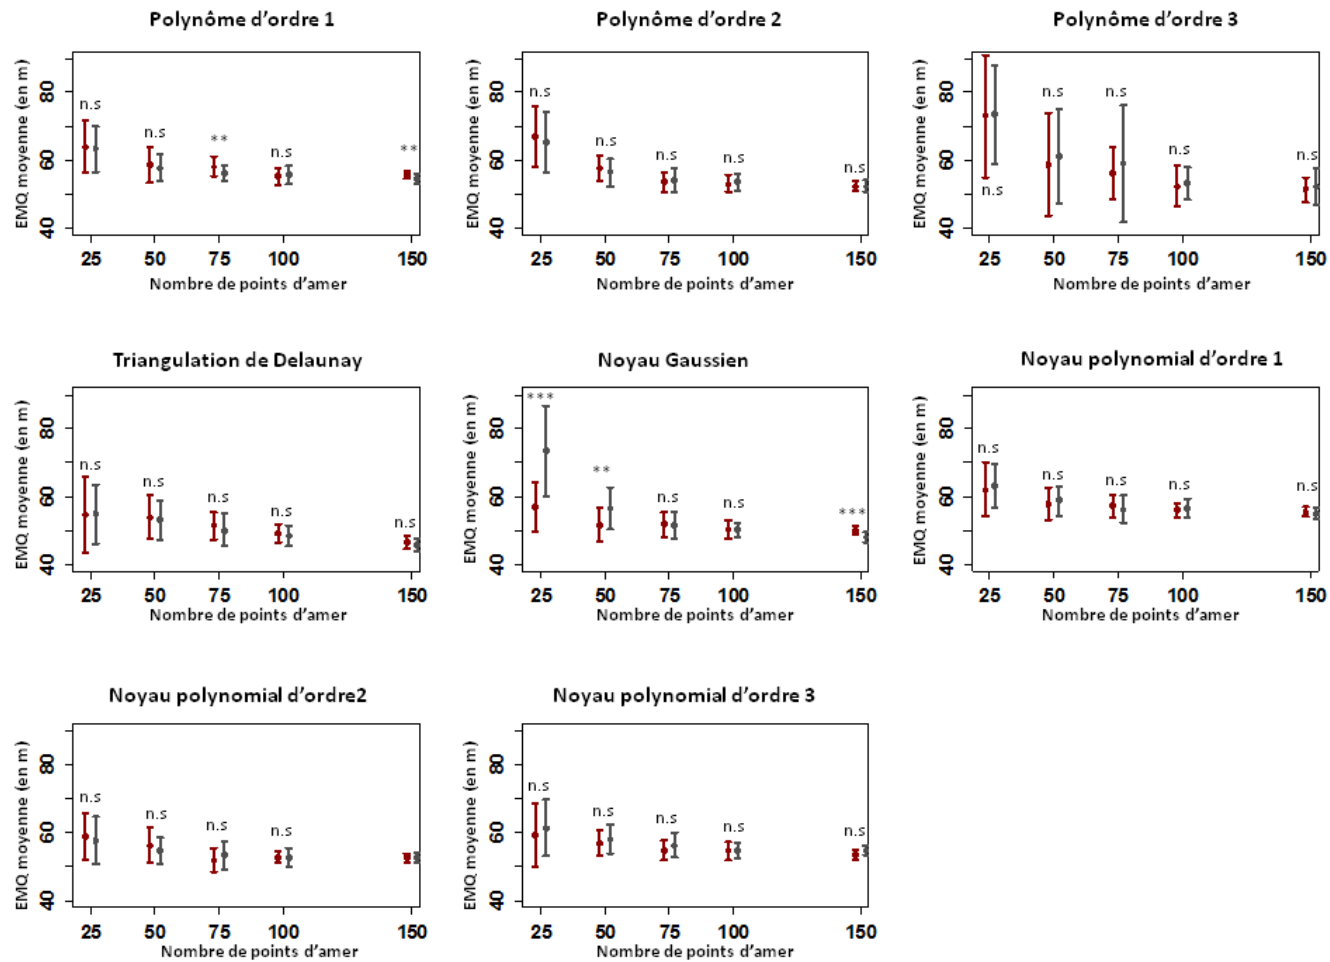 Polynôme d'ordre 1
EMQ moyenne (en m)
80
60
40
n.s
n.s
**
n.s
**
25 50 75 100 150
Nombre de points d'amer
Polynôme d'ordre 2
EMQ moyenne (en m)
80
60
40
n.s
n.s
n.s
n.s
n.s
25 50 75 100 150
Nombre de points d'amer
Polynôme d'ordre 3
EMQ moyenne (en m)
80
60
40
n.s
n.s
n.s
n.s
n.s
25 50 75 100 150
Nombre de points d'amer
Triangulation de Delaunay
EMQ moyenne (en m)
80
60
40
n.s
n.s
n.s
n.s
n.s
25 50 75 100 150
Nombre de points d'amer
Noyau Gaussien
EMQ moyenne (en m)
80
60
40
***
**
n.s
n.s
***
25 50 75 100 150
Nombre de points d'amer
Noyau polynomial d'ordre 1
EMQ moyenne (en m)
80
60
40
n.s
n.s
n.s
n.s
n.s
25 50 75 100 150
Nombre de points d'amer
Noyau polynomial d'ordre2
EMQ moyenne (en m)
80
60
40
n.s
n.s
n.s
n.s
n.s
25 50 75 100 150
Nombre de points d'amer
Noyau polynomial d'ordre 3
EMQ moyenne (en m)
80
60
40
n.s
n.s
n.s
n.s
n.s
25 50 75 100 150
Nombre de points d'amer